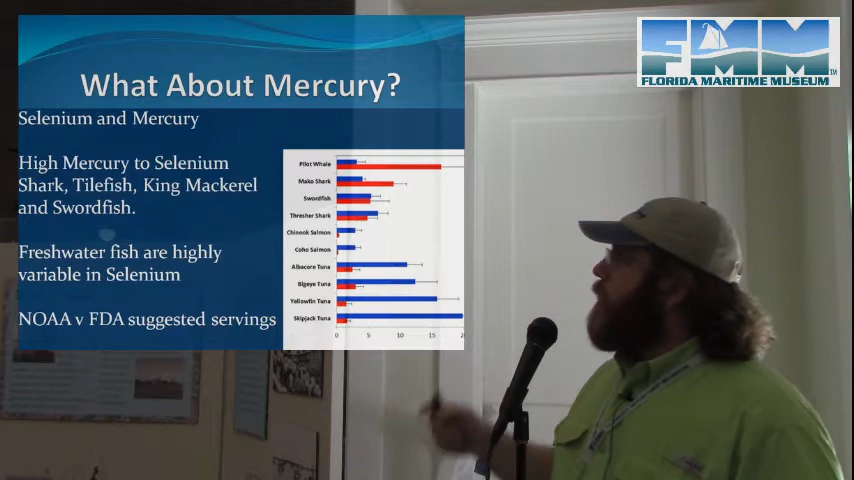 What About Mercury?
Selenium and Mercury
High Mercury to Selenium
Shark, Tilefish, King Mackerel
and Swordfish.
Freshwater fish are highly
variable in Selenium
NOAA v FDA suggested servings
Pilot Whale
Mako Shark
Swordfish
Thresher Shark
Chinook Salmon
Coho Salmon
Albacore Tuna
Bigeye Tuna
Yellowfin Tuna
Skipjack Tuna
0 5 10 15
FMM
FLORIDA MARITIME MUSEUM
TM